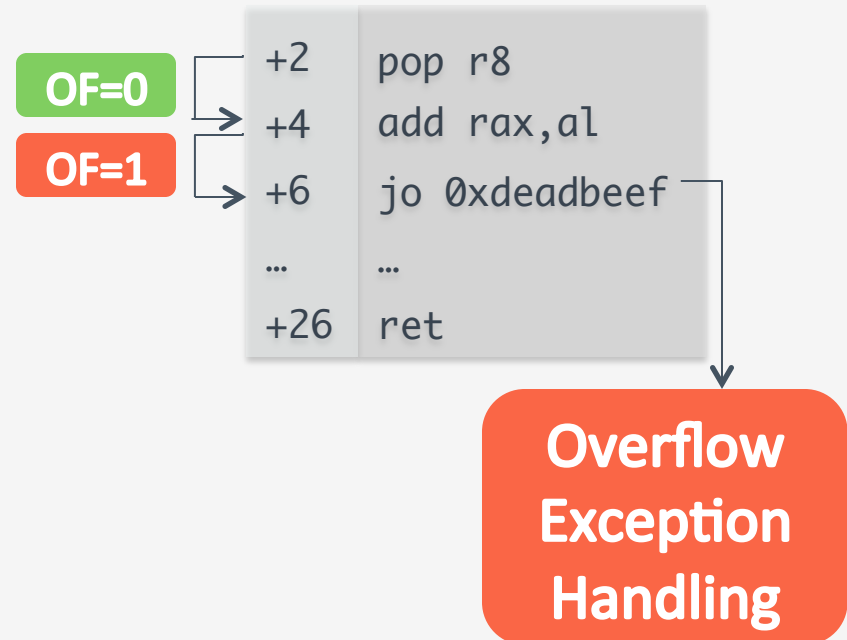 OF=0
OF=1
+2 pop r8
+4 add rax,al
+6 jo 0xdeadbeef
… …
+26 ret
Overflow
Exception
Handling